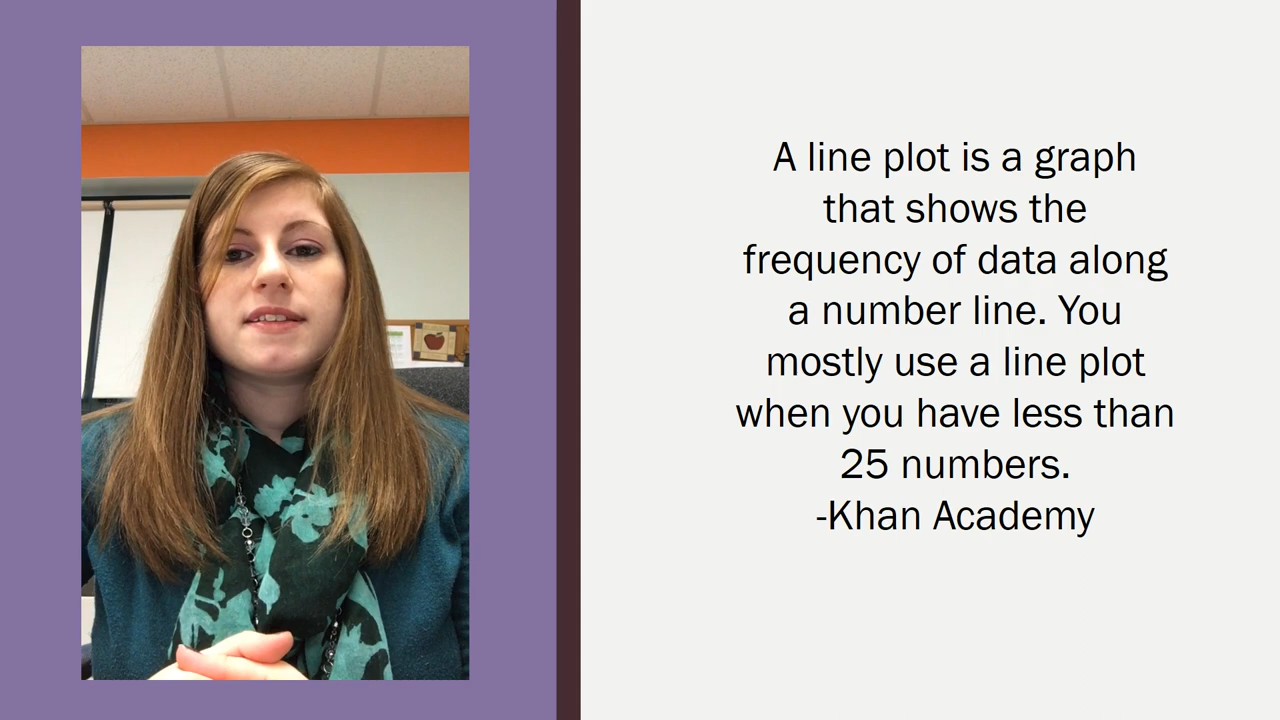 A line plot is a graph
that shows the
frequency of data along
a number line. You
mostly use a line plot
when you have less than
25 numbers.
-Khan Academy